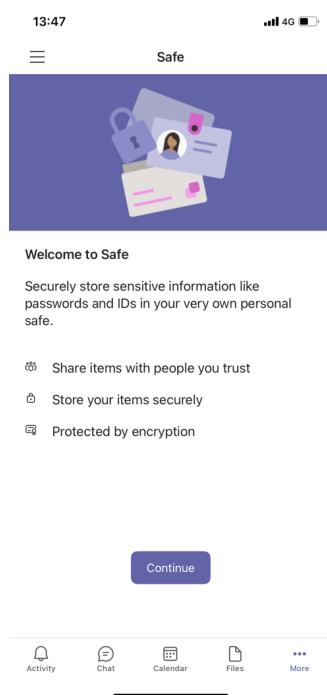 13:47
4G
Safe
Welcome to Safe
Securely store sensitive information like
passwords and IDs in your very own personal
safe.
Share items with people you trust
Store your items securely
Protected by encryption
Continue
Activity
Chat
Calendar
Files
More